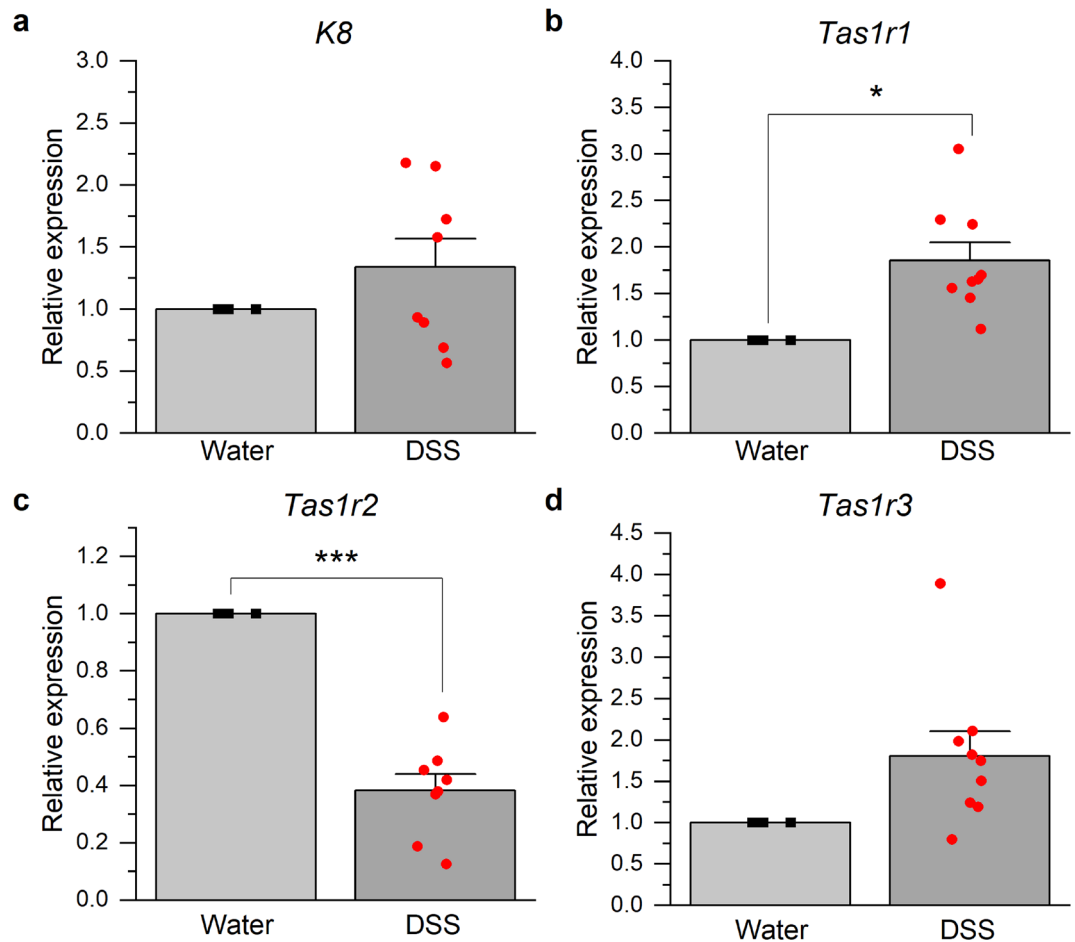 a
K8
Relative expression
3.0
2.5
2.0
1.5
1.0
0.5
0.0
Water DSS
b
Tas1r1
Relative expression
4.0
3.5
3.0
2.5
2.0
1.5
1.0
0.5
0.0
*
Water DSS
c
Tas1r2
Relative expression
1.2
1.0
0.8
0.6
0.4
0.2
0.0
***
Water DSS
d
Tas1r3
Relative expression
4.5
4.0
3.5
3.0
2.5
2.0
1.5
1.0
0.5
0.0
Water DSS